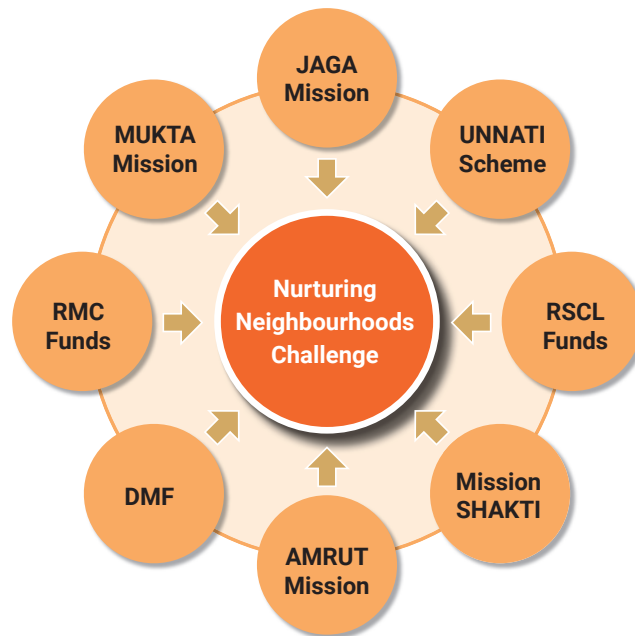 JAGA
Mission
MUKTA
Mission
UNNATI
Scheme
RMC
Funds
Nurturing
Neighbourhoods
Challenge
RSCL
Funds
DMF
Mission
SHAKTI
AMRUT
Mission